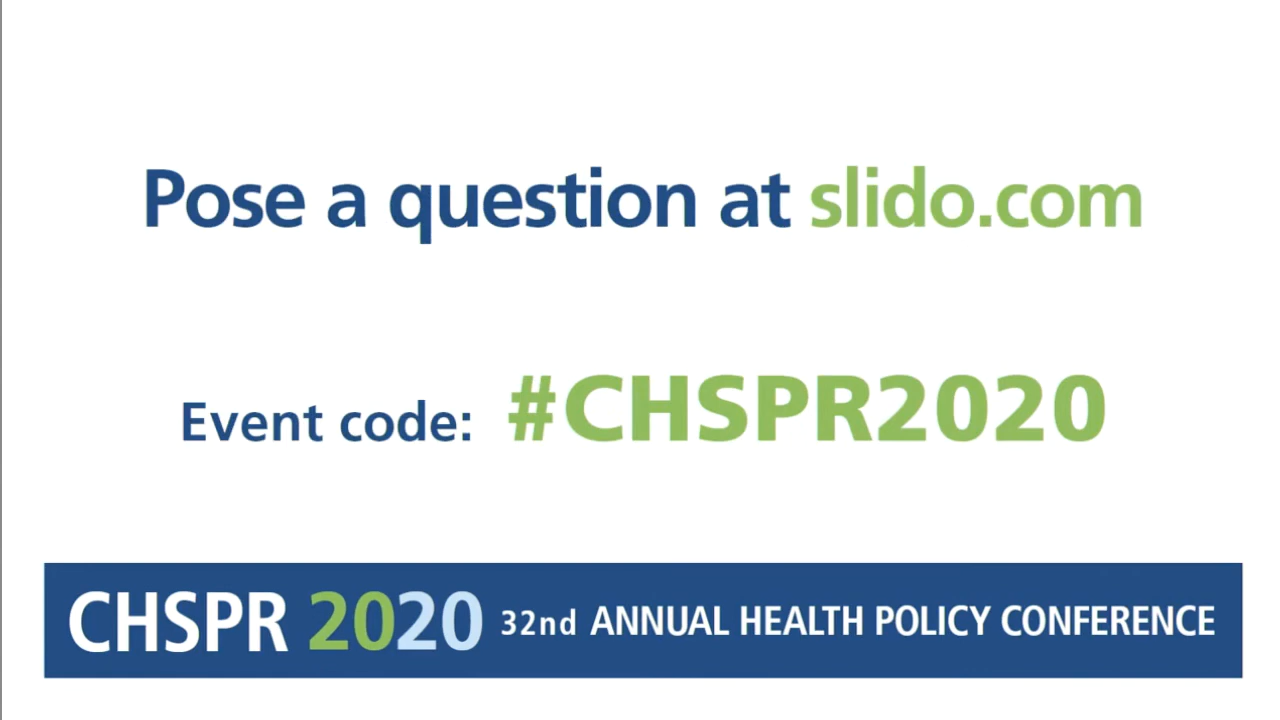 Pose a question at slido.com
Event code: #CHSPR2020
CHSPR 2020 32nd ANNUAL HEALTH POLICY CONFERENCE